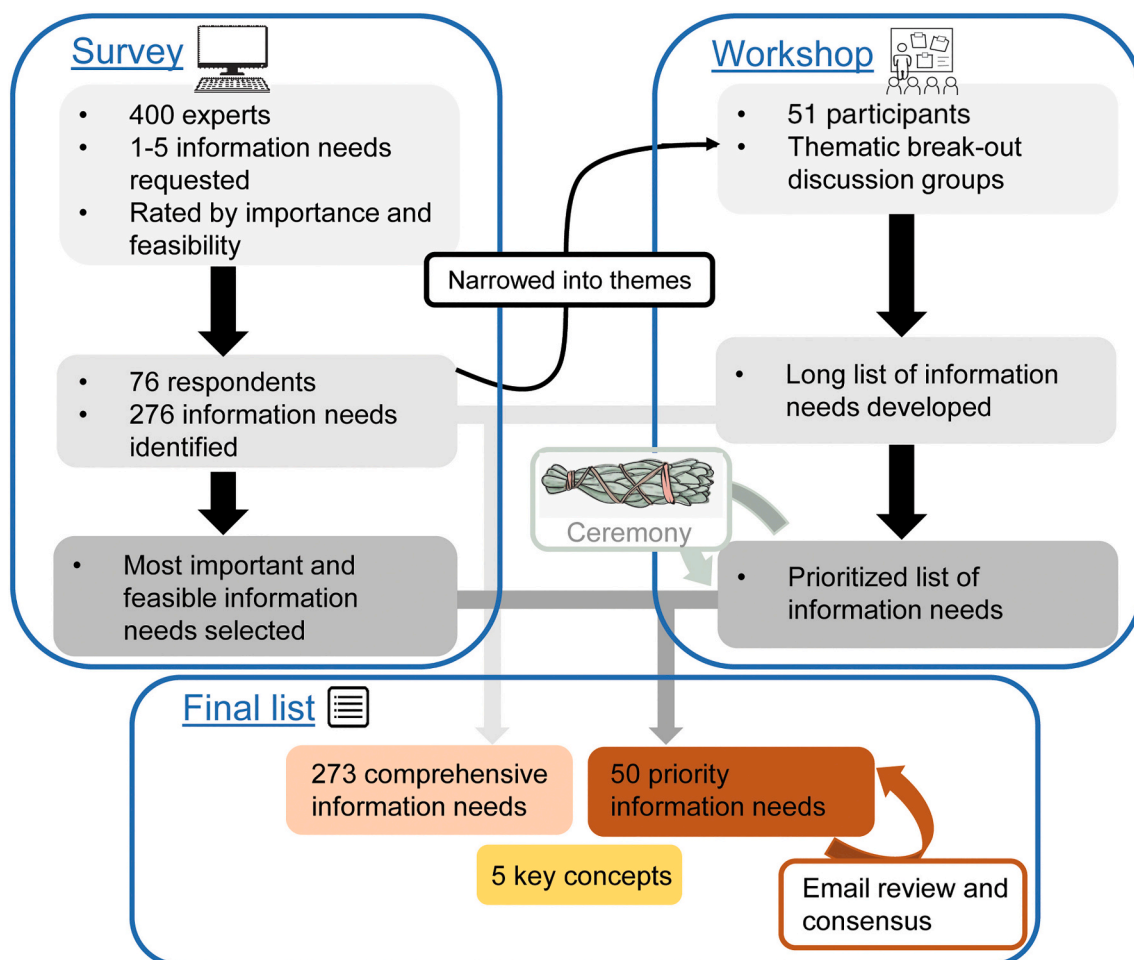 Survey
• 400 experts
• 1-5 information needs
requested
• Rated by importance and
feasibility
• 76 respondents
• 276 information needs
identified
• Most important and
feasible information
needs selected
Narrowed into themes
Workshop
• 51 participants
• Thematic break-out
discussion groups
• Long list of information
needs developed
Ceremony
• Prioritized list of
information needs
Final list
273 comprehensive
information needs
50 priority
information needs
5 key concepts
Email review and
consensus